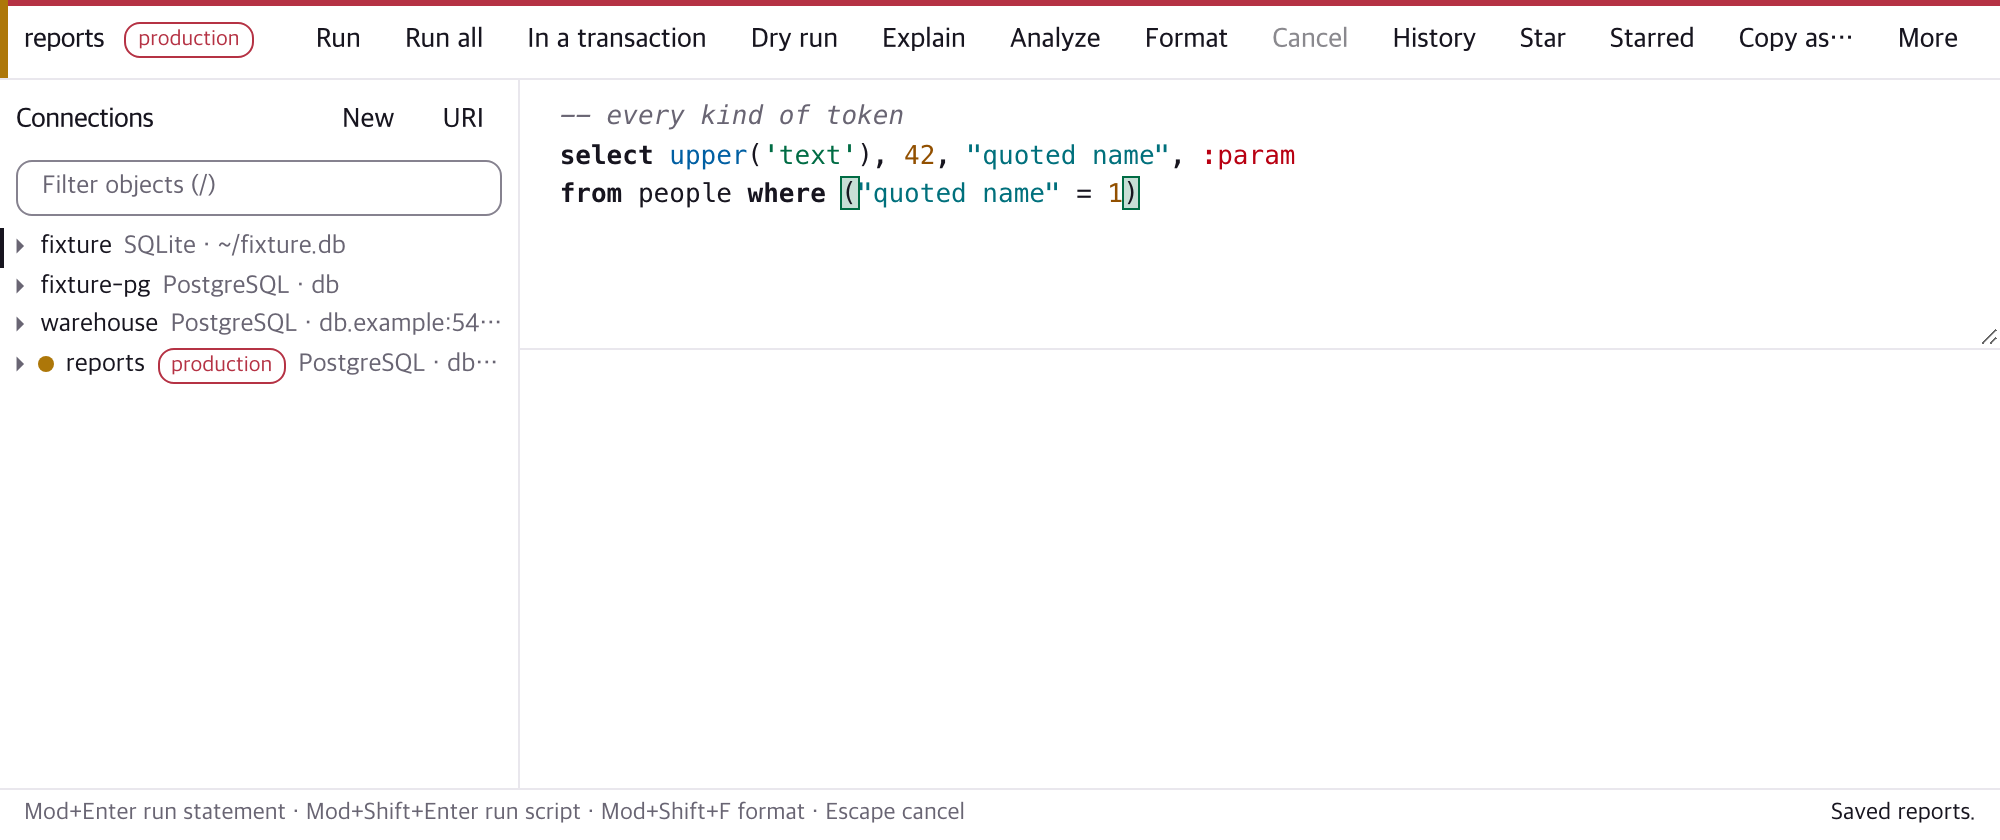 reports production Run Run all In a transaction Dry run Explain Analyze Format Cancel History Star Starred Copy as… More
Connections New URI
Filter objects (/)
fixture SQLite · ~/fixture.db
fixture-pg PostgreSQL · db
warehouse PostgreSQL · db.example:54…
reports production PostgreSQL · db…
-- every kind of token
select upper('text'), 42, "quoted name", :param
from people where ("quoted name" = 1)
Mod+Enter run statement · Mod+Shift+Enter run script · Mod+Shift+F format · Escape cancel
Saved reports.